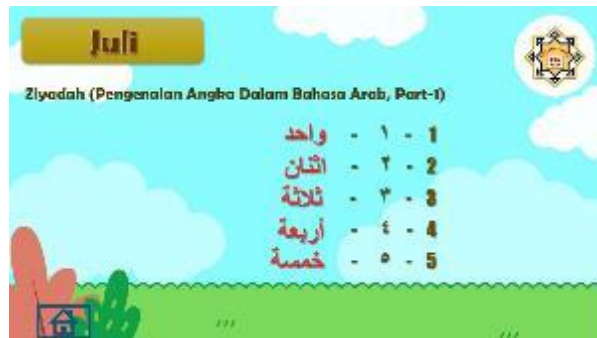 Juli
Ziyadah (Pengenalan Angka Dalam Bahasa Arab, Part-1)
1 - ١ - واحد
2 - ٢ - اثنان
3 - ٣ - ثلاثة
4 - ٤ - أربعة
5 - ٥ - خمسة